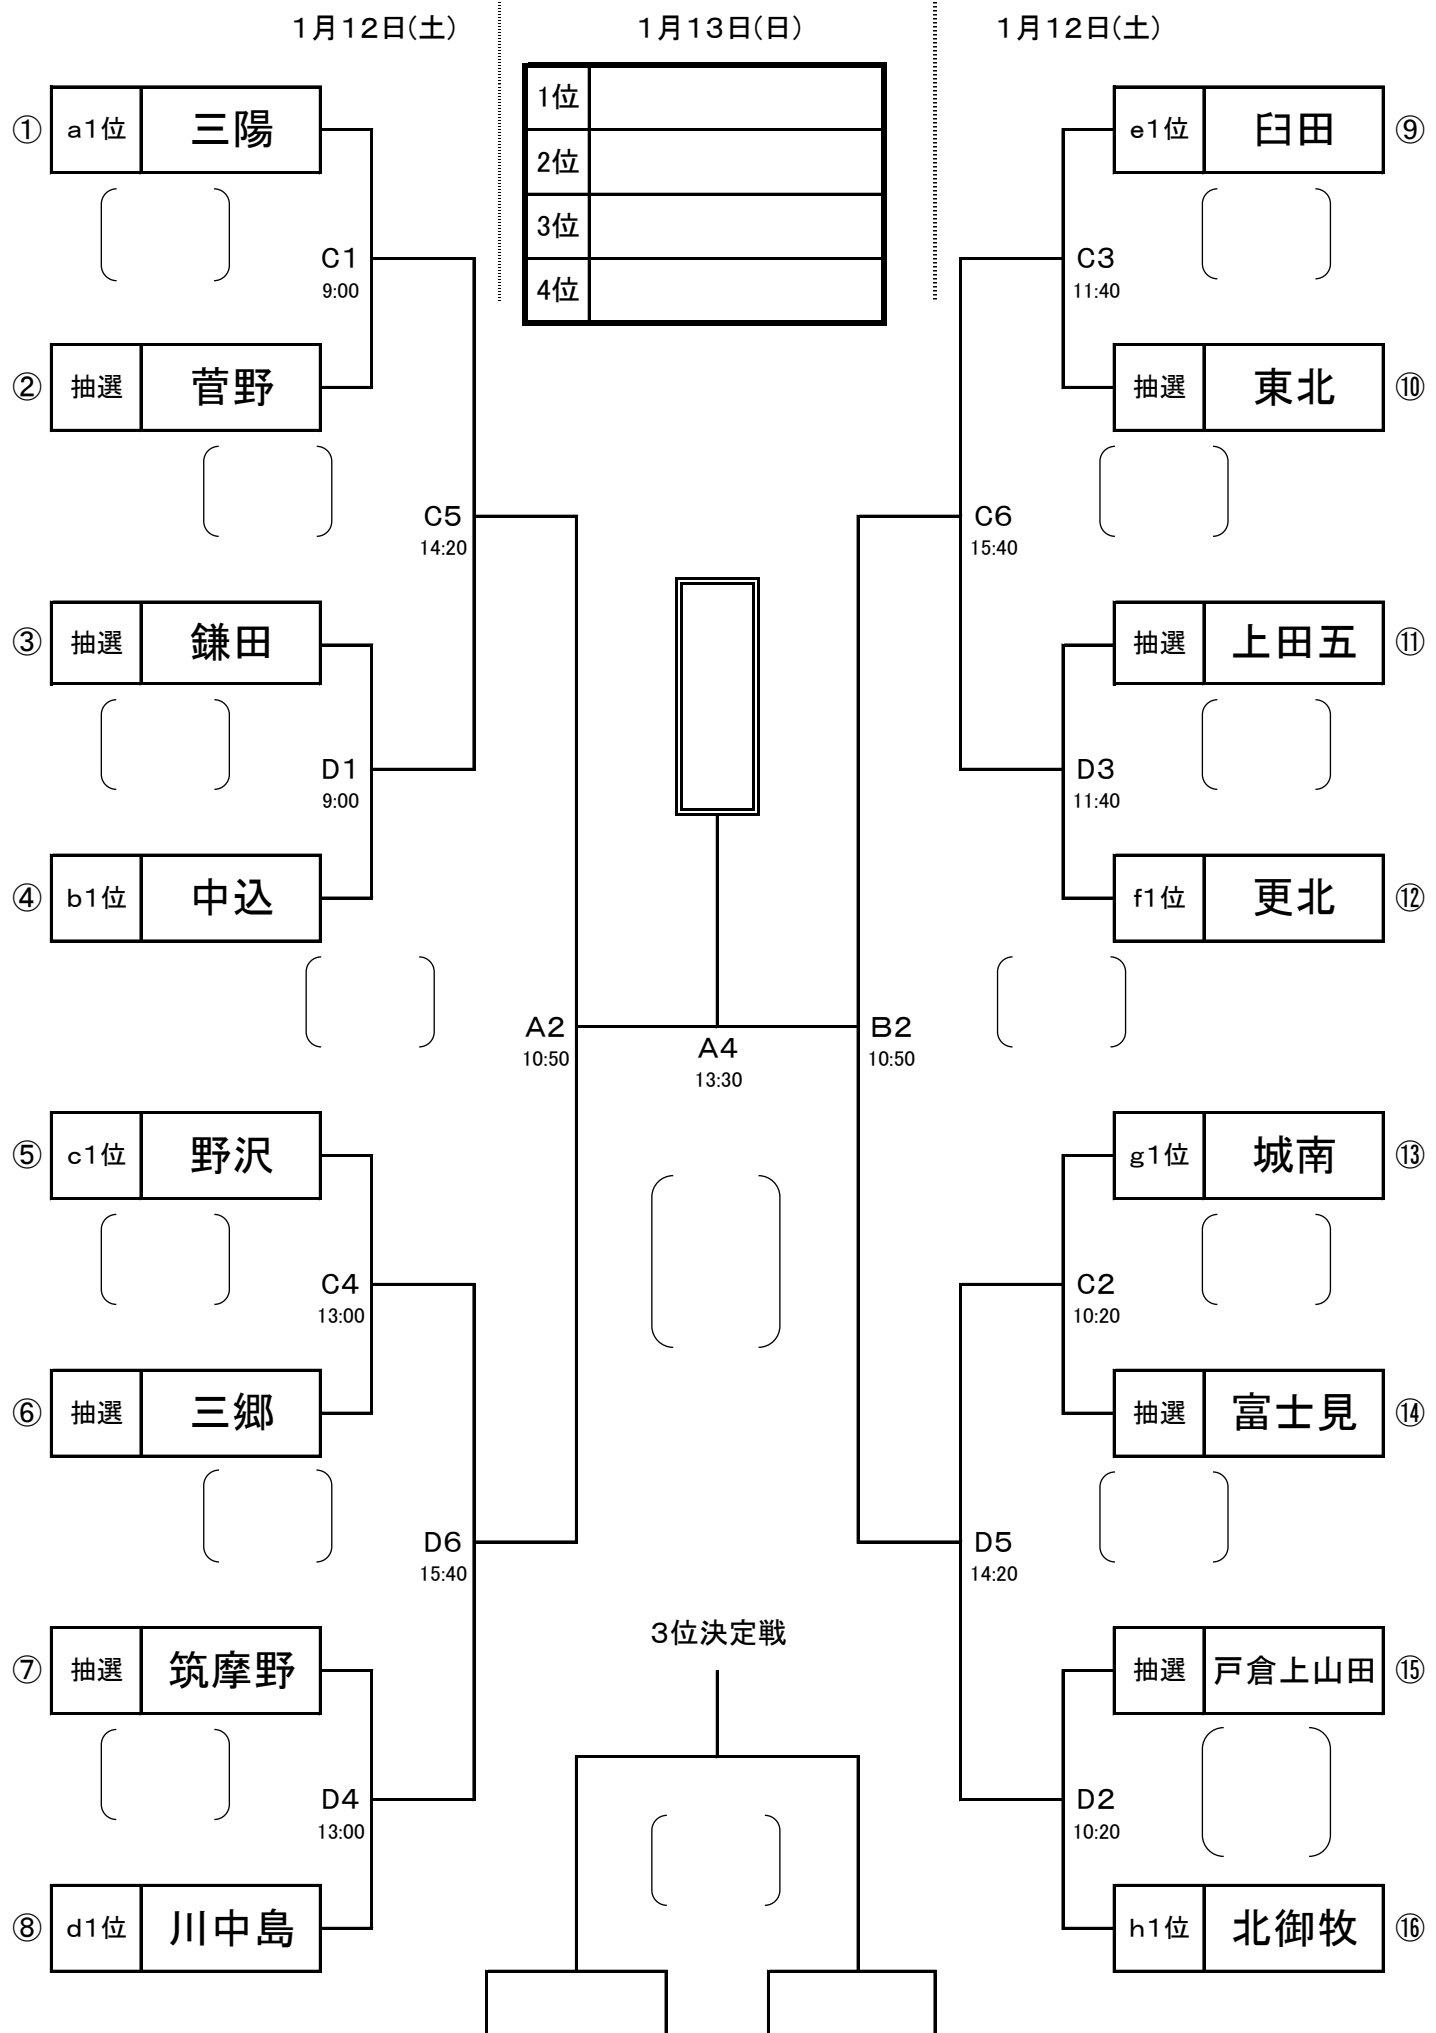 1月12日(土)
1月13日(日)
1月12日(土)
1位
2位
3位
4位
① a1位 三陽
C1
9:00
② 抽選 菅野
C5
14:20
③ 抽選 鎌田
D1
9:00
④ b1位 中込
A2
10:50
⑤ c1位 野沢
C4
13:00
⑥ 抽選 三郷
D6
15:40
⑦ 抽選 筑摩野
D4
13:00
⑧ d1位 川中島
A4
13:30
3位決定戦
e1位 臼田 ⑨
C3
11:40
抽選 東北 ⑩
C6
15:40
抽選 上田五 ⑪
D3
11:40
f1位 更北 ⑫
B2
10:50
g1位 城南 ⑬
C2
10:20
抽選 富士見 ⑭
D5
14:20
抽選 戸倉上山田 ⑮
D2
10:20
h1位 北御牧 ⑯